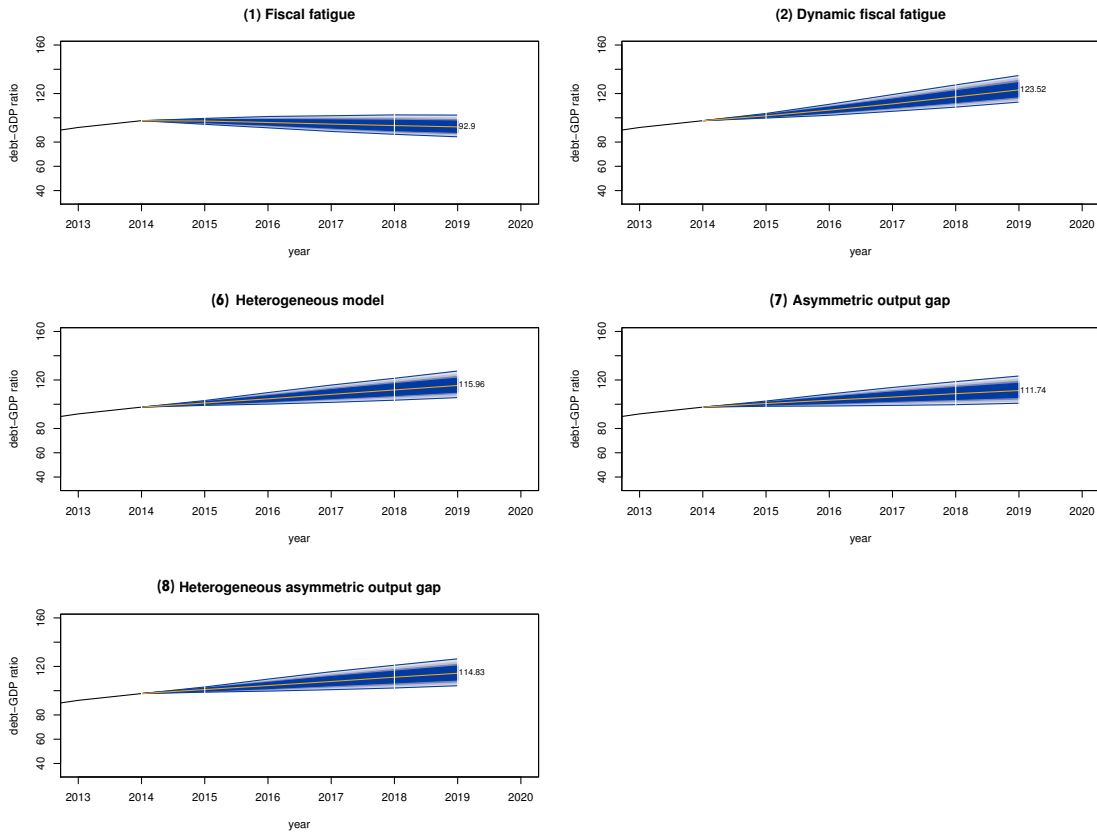 (1) Fiscal fatigue
debt−GDP ratio
40 60 80 120 160
92.9
2013 2014 2015 2016 2017 2018 2019 2020
year
(2) Dynamic fiscal fatigue
debt−GDP ratio
40 60 80 120 160
123.52
2013 2014 2015 2016 2017 2018 2019 2020
year
(6) Heterogeneous model
debt−GDP ratio
40 60 80 120 160
115.96
2013 2014 2015 2016 2017 2018 2019 2020
year
(7) Asymmetric output gap
debt−GDP ratio
40 60 80 120 160
111.74
2013 2014 2015 2016 2017 2018 2019 2020
year
(8) Heterogeneous asymmetric output gap
debt−GDP ratio
40 60 80 120 160
114.83
2013 2014 2015 2016 2017 2018 2019 2020
year